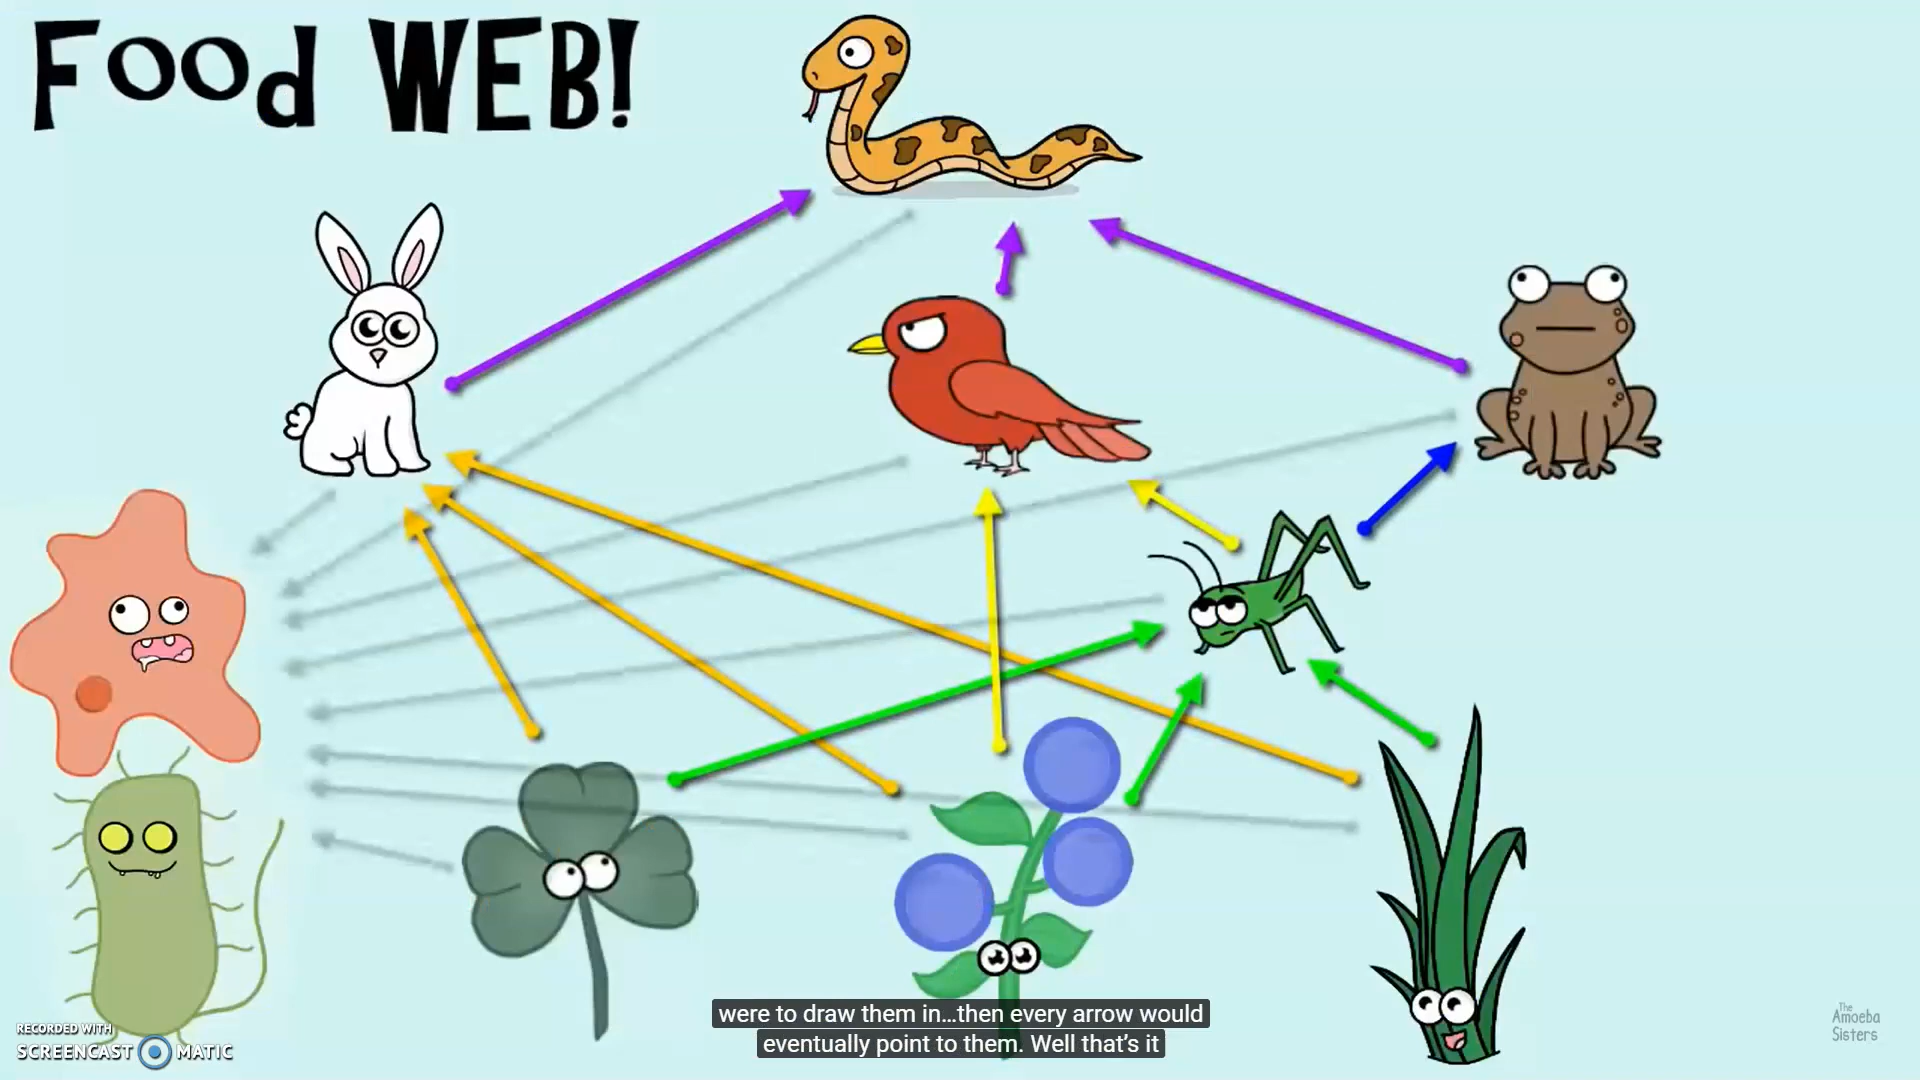 Food WEB!
were to draw them in...then every arrow would
eventually point to them. Well that's it
RECORDED WITH
SCREENCAST MATIC
The
Amoeba
Sisters